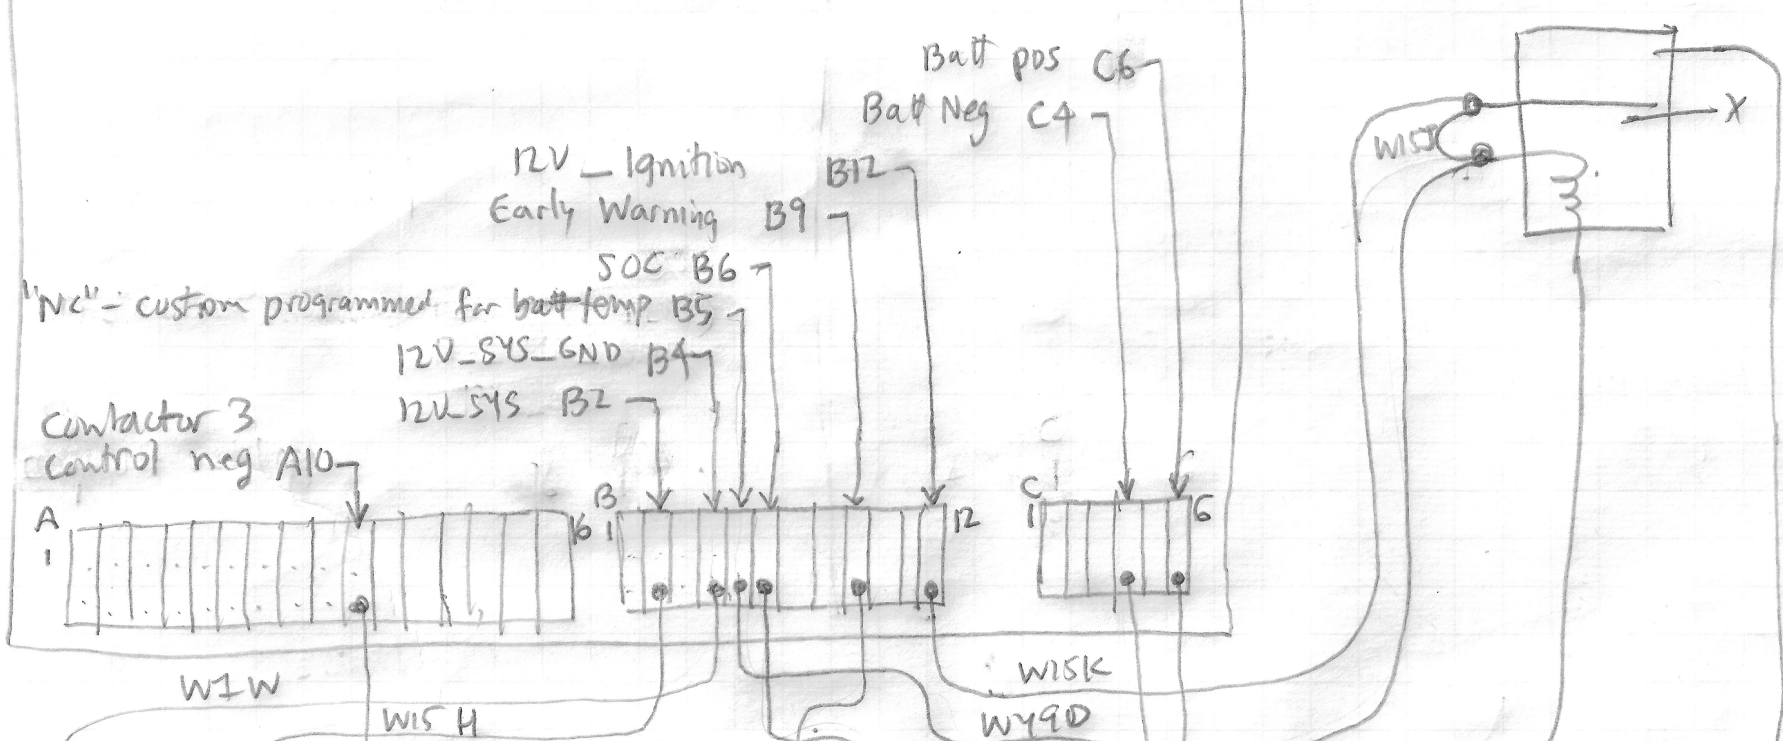 Batt pos C6
Batt Neg C4
X
W15J
12V_Ignition B12
Early Warning B9
SOC B6
"NC" - custom programmed for batt temp B5
12V_SYS_GND B4
12V_SYS B2
Contactor 3
control neg A10
A
1
16
B
1
12
C
1
6
W1W
W15H
W15K
WY9D